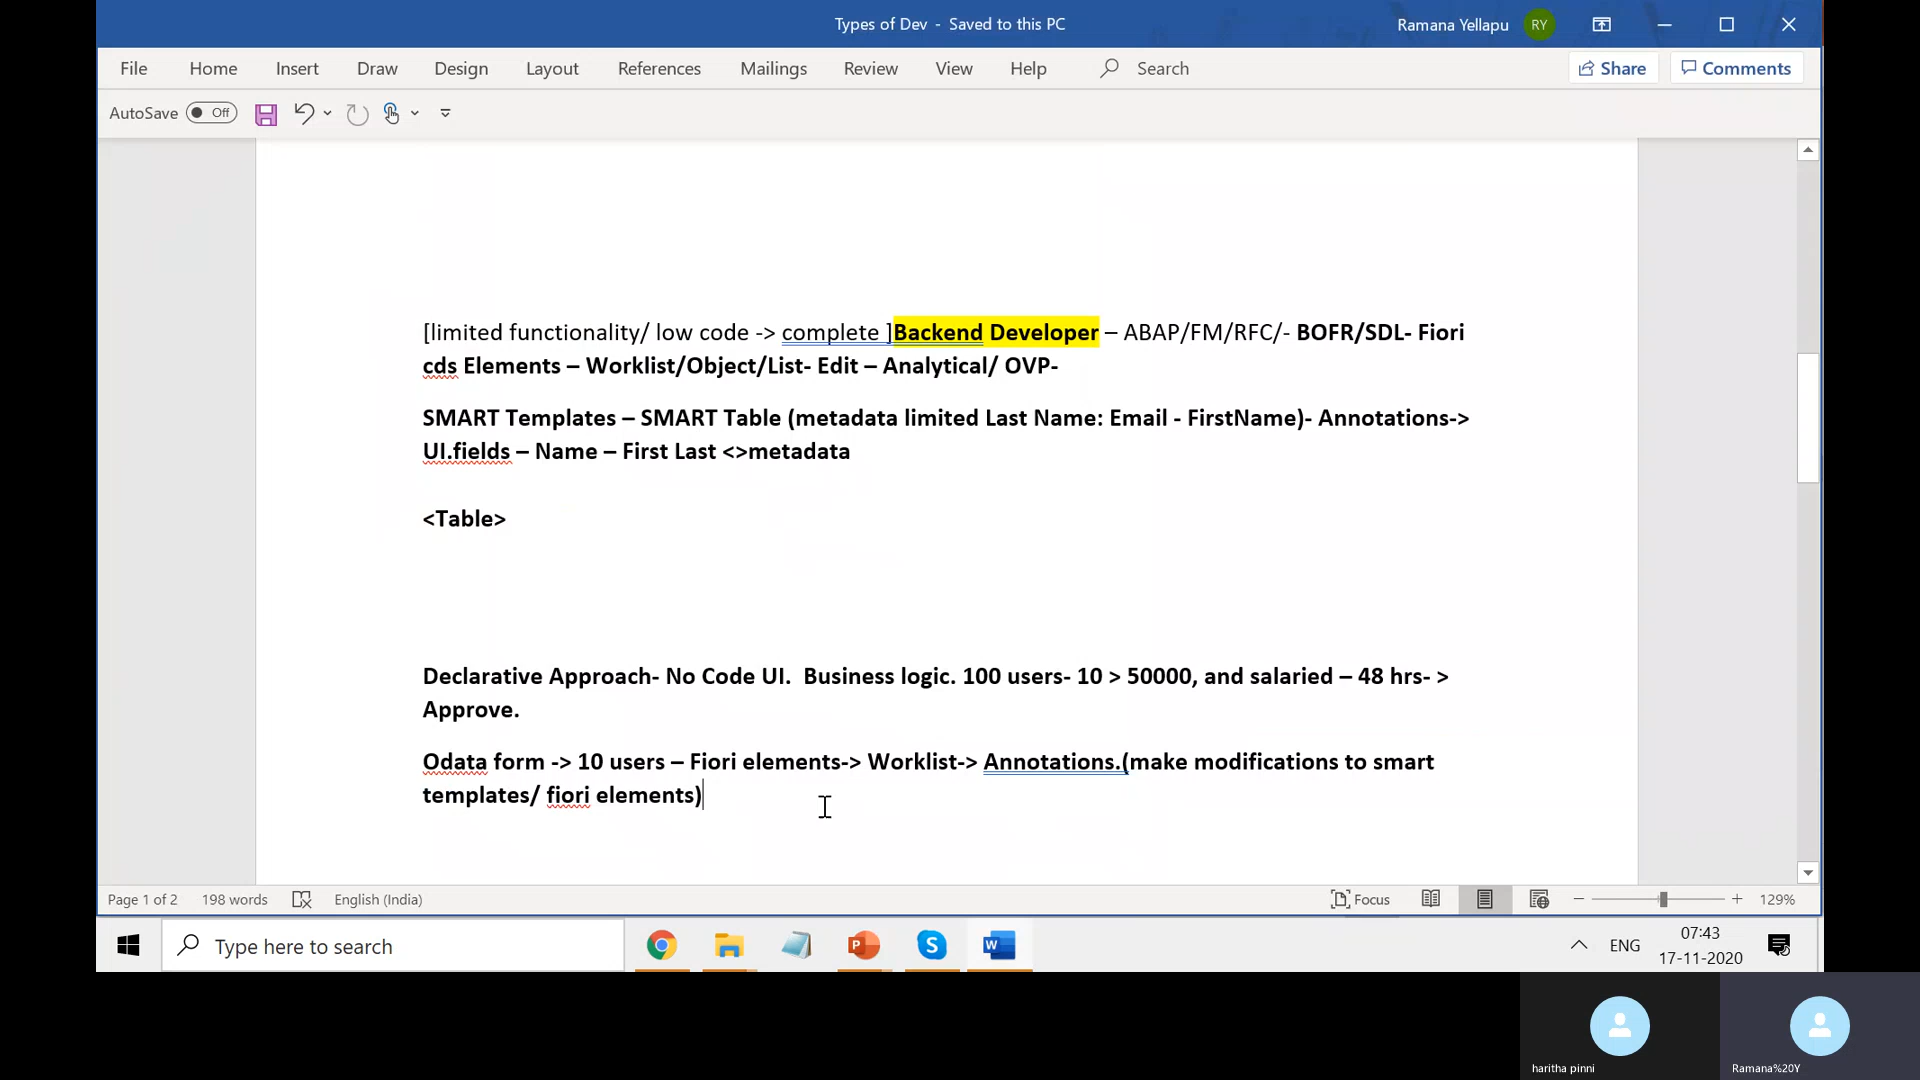 Types of Dev - Saved to this PC
Ramana Yellapu RY
File Home Insert Draw Design Layout References Mailings Review View Help Search Share Comments
AutoSave Off
[limited functionality/ low code -> complete ]Backend Developer – ABAP/FM/RFC/- BOFR/SDL- Fiori
cds Elements – Worklist/Object/List- Edit – Analytical/ OVP-
SMART Templates – SMART Table (metadata limited Last Name: Email - FirstName)- Annotations->
UI.fields – Name – First Last <>metadata
<Table>
Declarative Approach- No Code UI.  Business logic. 100 users- 10 > 50000, and salaried – 48 hrs- >
Approve.
Odata form -> 10 users – Fiori elements-> Worklist-> Annotations.(make modifications to smart
templates/ fiori elements)
Page 1 of 2 198 words English (India) Focus 129%
Type here to search
ENG
07:43
17-11-2020
haritha pinni
Ramana%20Y